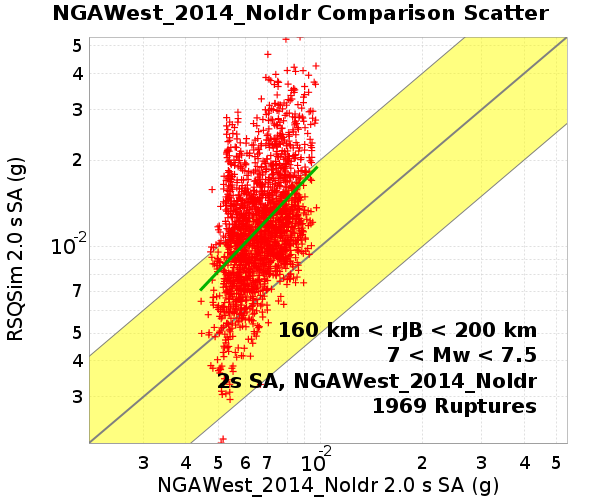 NGAWest_2014_NoIdr Comparison Scatter
5
4
3
2
10-2
7
5
4
3
RSQSim 2.0 s SA (g)
160 km < rJB < 200 km
7 < Mw < 7.5
2s SA, NGAWest_2014_NoIdr
1969 Ruptures
3 4 5 6 7 10-2 2 3 4 5
NGAWest_2014_NoIdr 2.0 s SA (g)